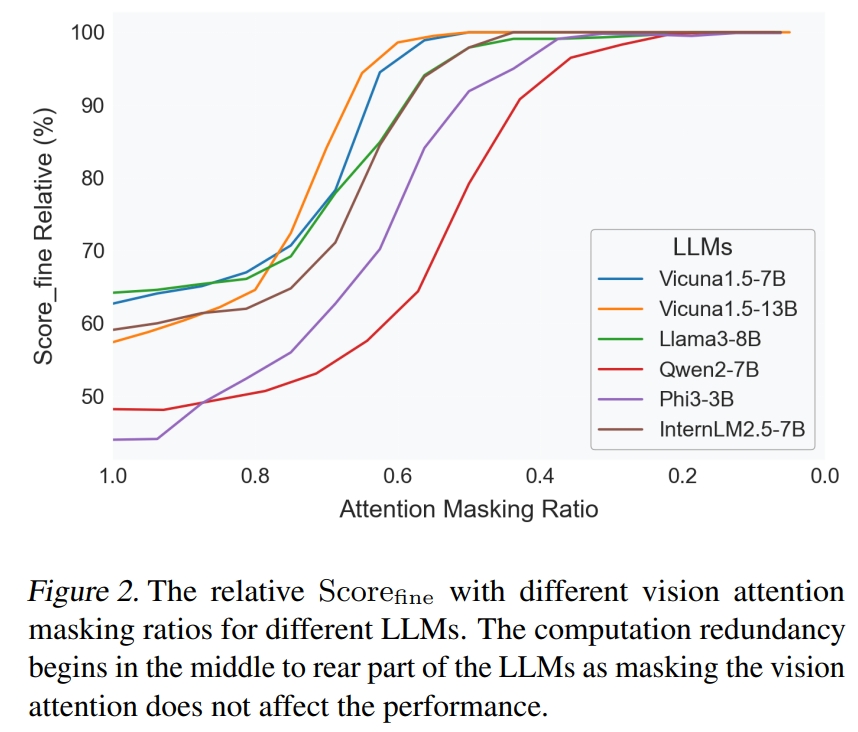 100
90
80
70
60
50
Score_fine Relative (%)
LLMs
Vicuna1.5-7B
Vicuna1.5-13B
Llama3-8B
Qwen2-7B
Phi3-3B
InternLM2.5-7B
1.0 0.8 0.6 0.4 0.2 0.0
Attention Masking Ratio
Figure 2. The relative Scorefine with different vision attention
masking ratios for different LLMs. The computation redundancy
begins in the middle to rear part of the LLMs as masking the vision
attention does not affect the performance.